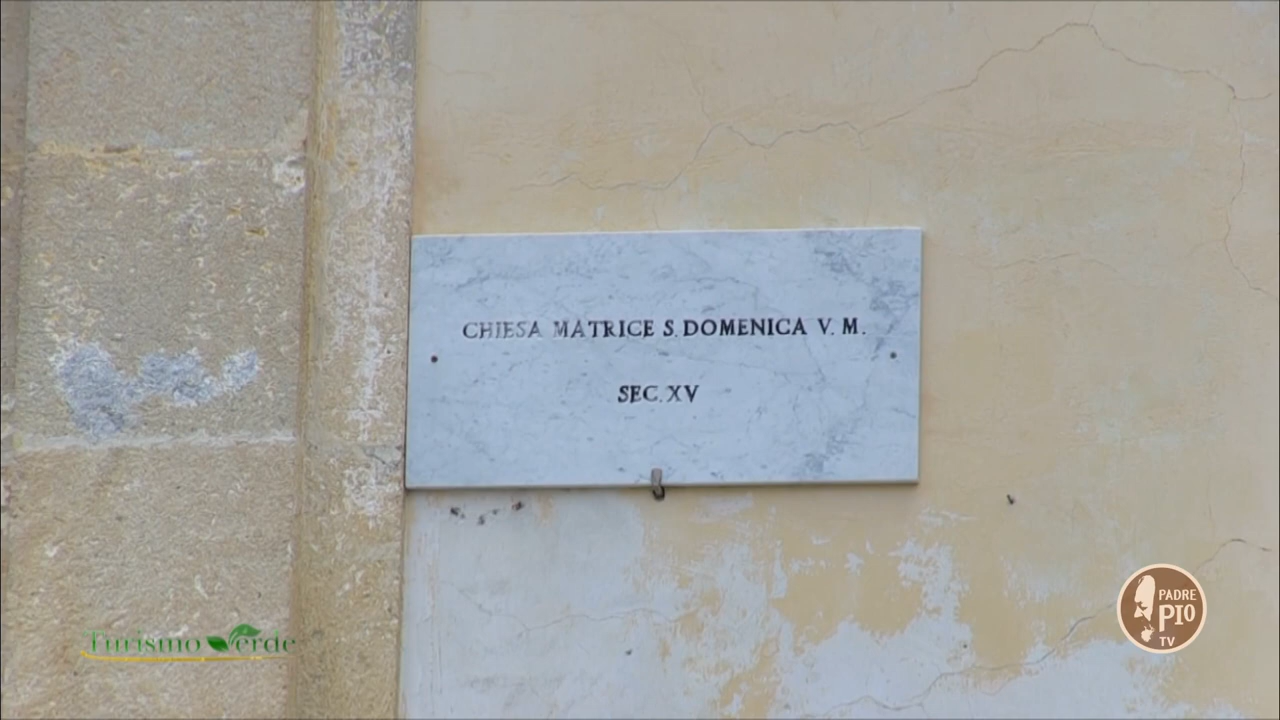 CHIESA MATRICE S. DOMENICA V. M.
SEC. XV
Turismo Verde
PADRE
PIO
TV